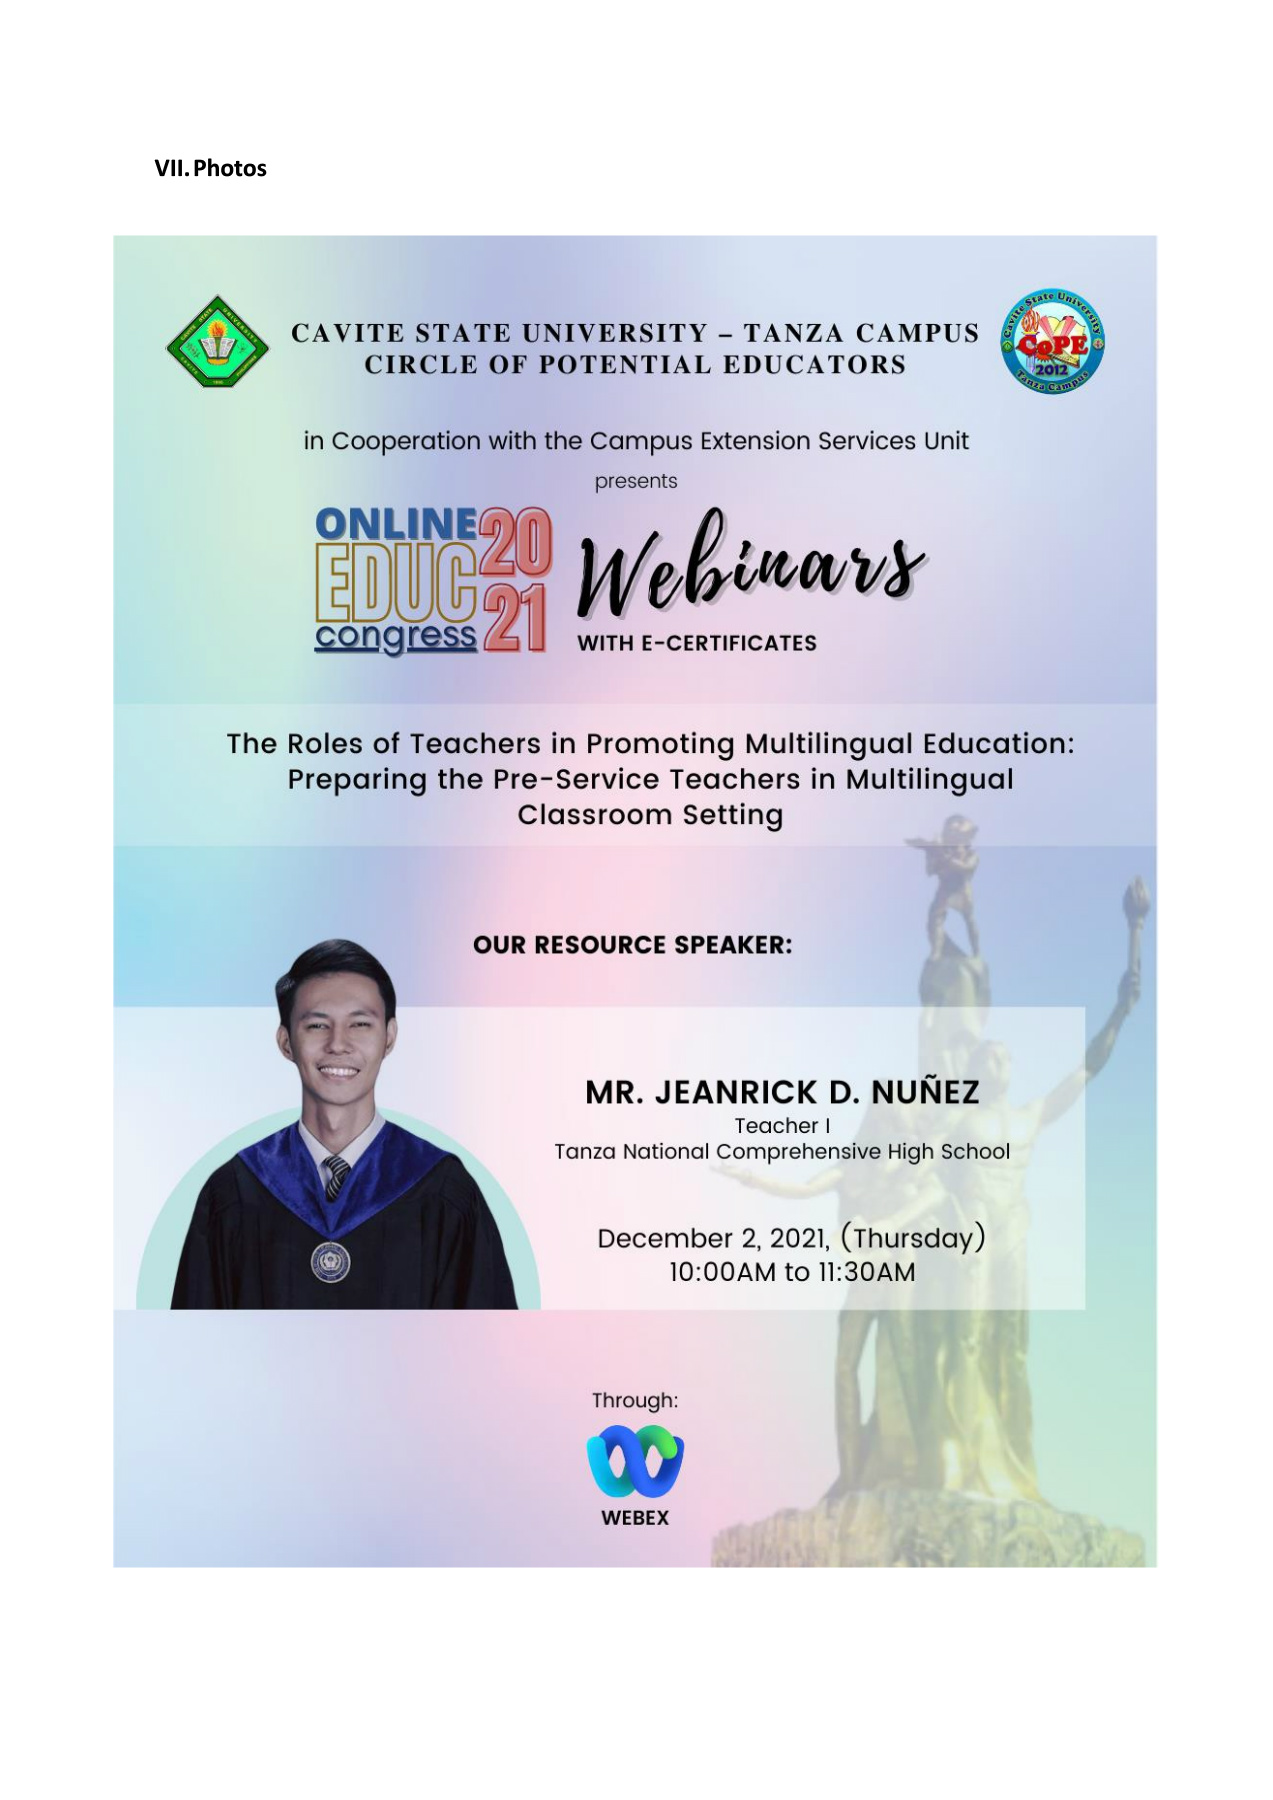 VII. Photos
CAVITE STATE UNIVERSITY – TANZA CAMPUS
CIRCLE OF POTENTIAL EDUCATORS
Cavite State University
CoPE
2012
Tanza Campus
in Cooperation with the Campus Extension Services Unit
presents
ONLINE
EDUC
congress
20
21
Webinars
WITH E-CERTIFICATES
The Roles of Teachers in Promoting Multilingual Education:
Preparing the Pre-Service Teachers in Multilingual
Classroom Setting
OUR RESOURCE SPEAKER:
MR. JEANRICK D. NUÑEZ
Teacher I
Tanza National Comprehensive High School
December 2, 2021, (Thursday)
10:00AM to 11:30AM
Through:
WEBEX